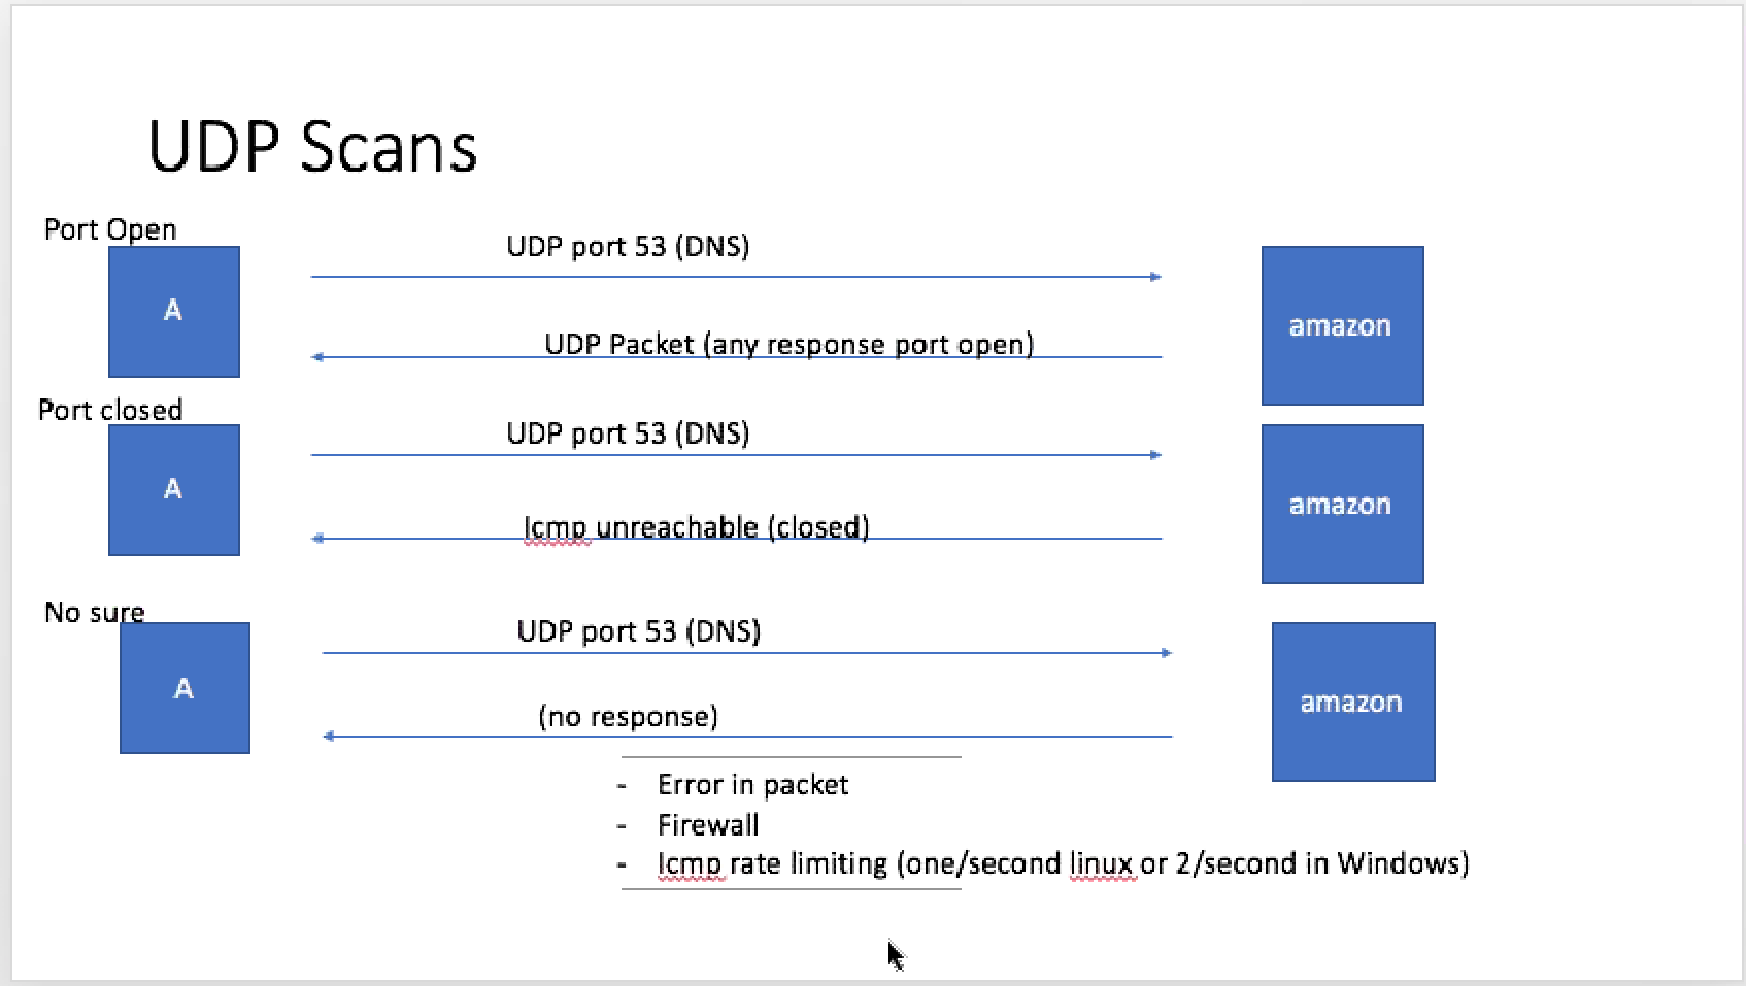 UDP Scans
Port Open
UDP port 53 (DNS)
A
amazon
UDP Packet (any response port open)
Port closed
UDP port 53 (DNS)
A
amazon
Icmp unreachable (closed)
No sure
UDP port 53 (DNS)
A
amazon
(no response)
- Error in packet
- Firewall
- Icmp rate limiting (one/second linux or 2/second in Windows)